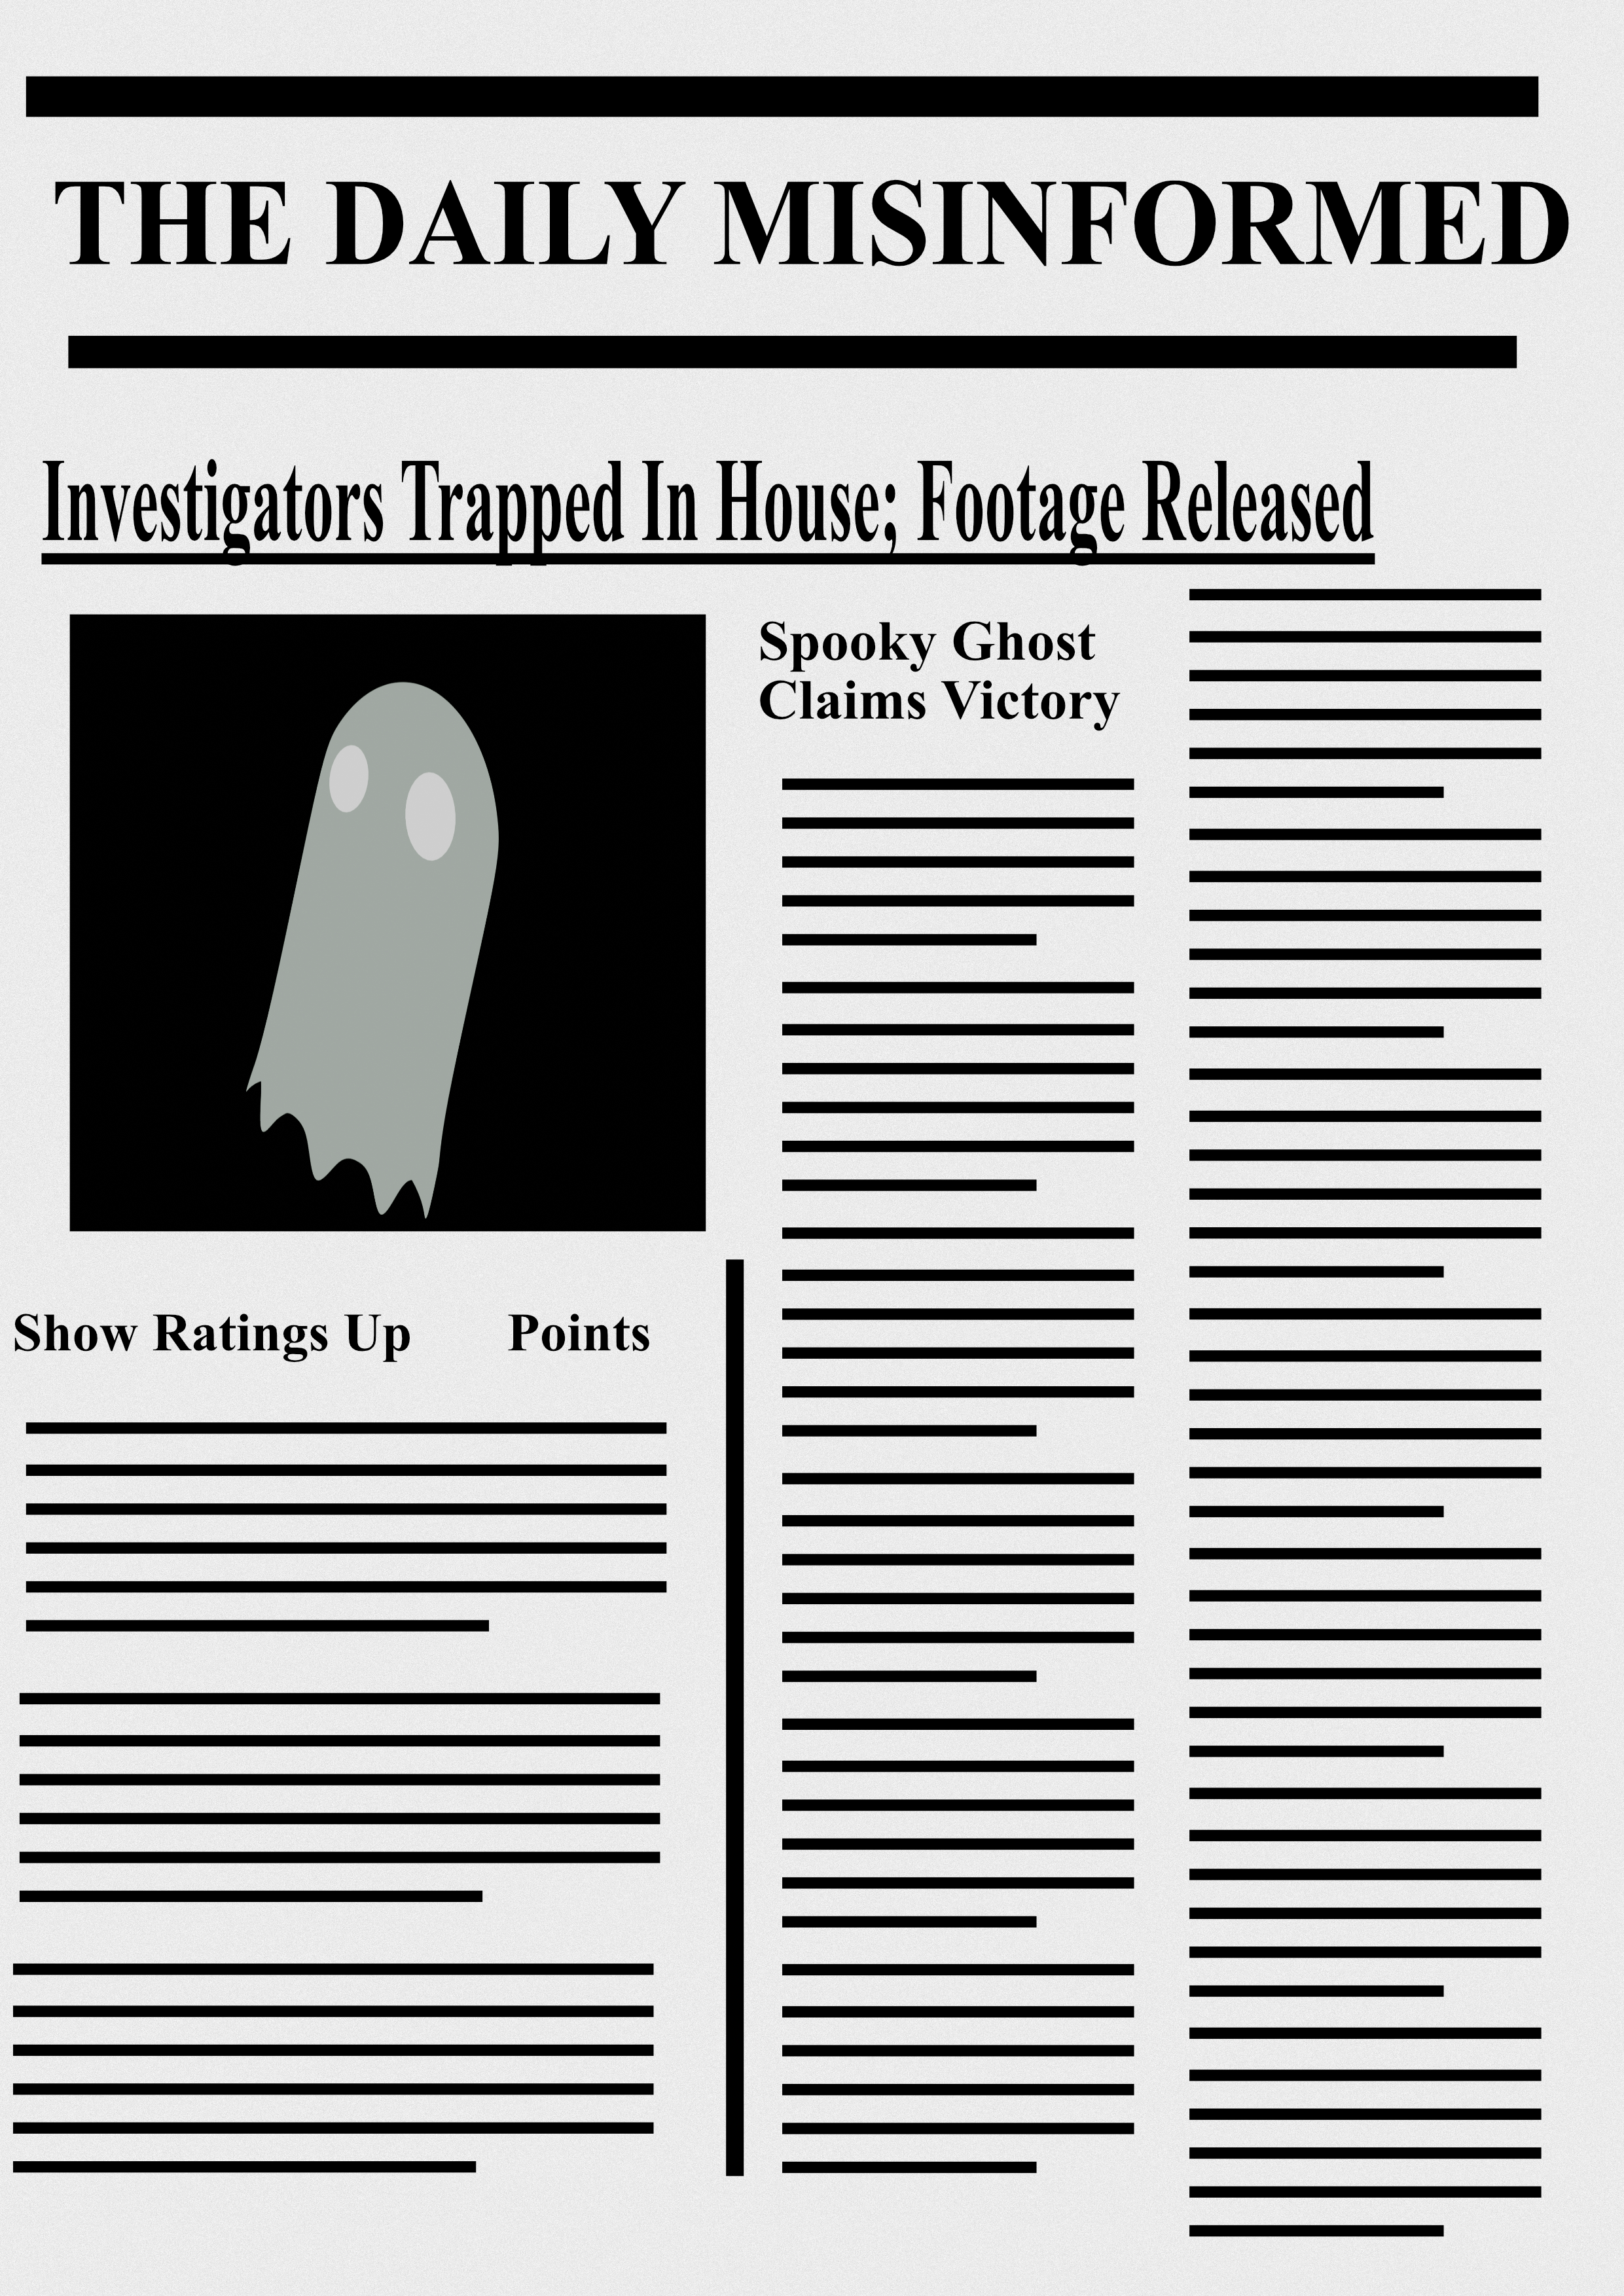 THE DAILY MISINFORMED
Investigators Trapped In House; Footage Released
Spooky Ghost
Claims Victory
Show Ratings Up Points